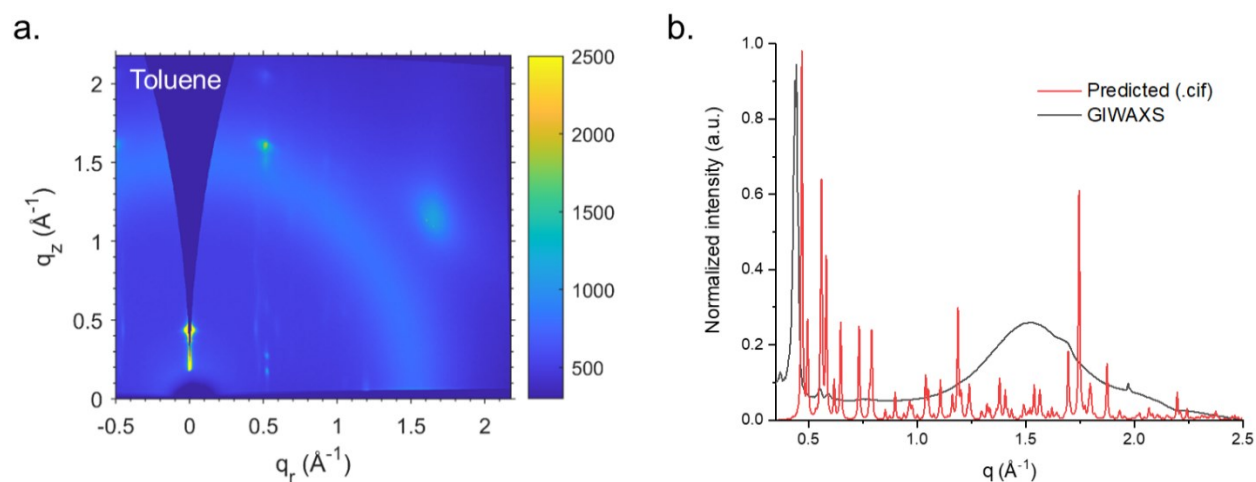 a.
Toluene
2
1.5
1
0.5
0
q_z (Å⁻¹)
-0.5 0 0.5 1 1.5 2
q_r (Å⁻¹)
2500
2000
1500
1000
500
b.
Predicted (.cif)
GIWAXS
1.0
0.8
0.6
0.4
0.2
0.0
Normalized intensity (a.u.)
0.5 1.0 1.5 2.0 2.5
q (Å⁻¹)